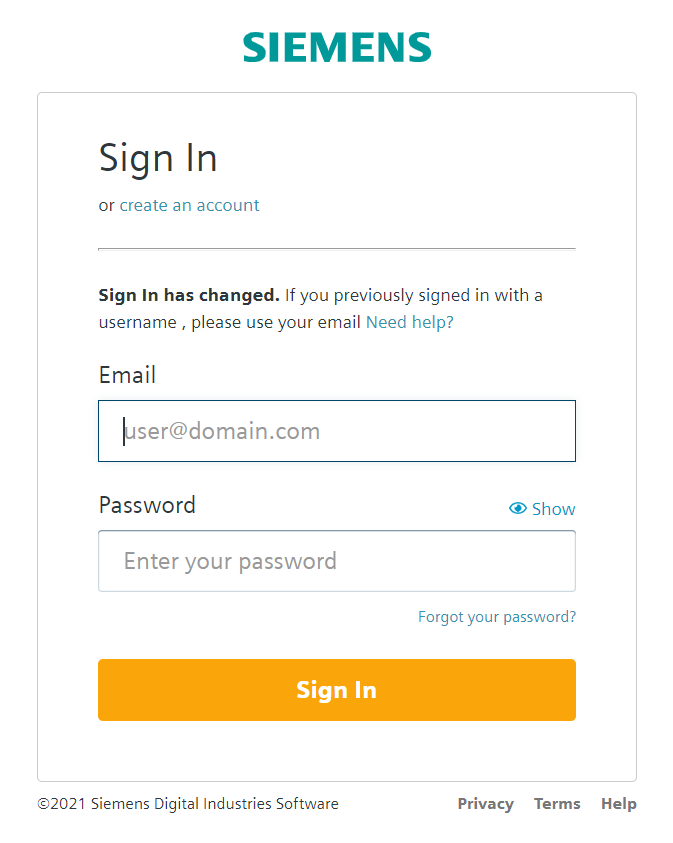 SIEMENS
Sign In
or create an account
Sign In has changed. If you previously signed in with a
username , please use your email Need help?
Email
user@domain.com
Password
Show
Enter your password
Forgot your password?
Sign In
©2021 Siemens Digital Industries Software
Privacy Terms Help